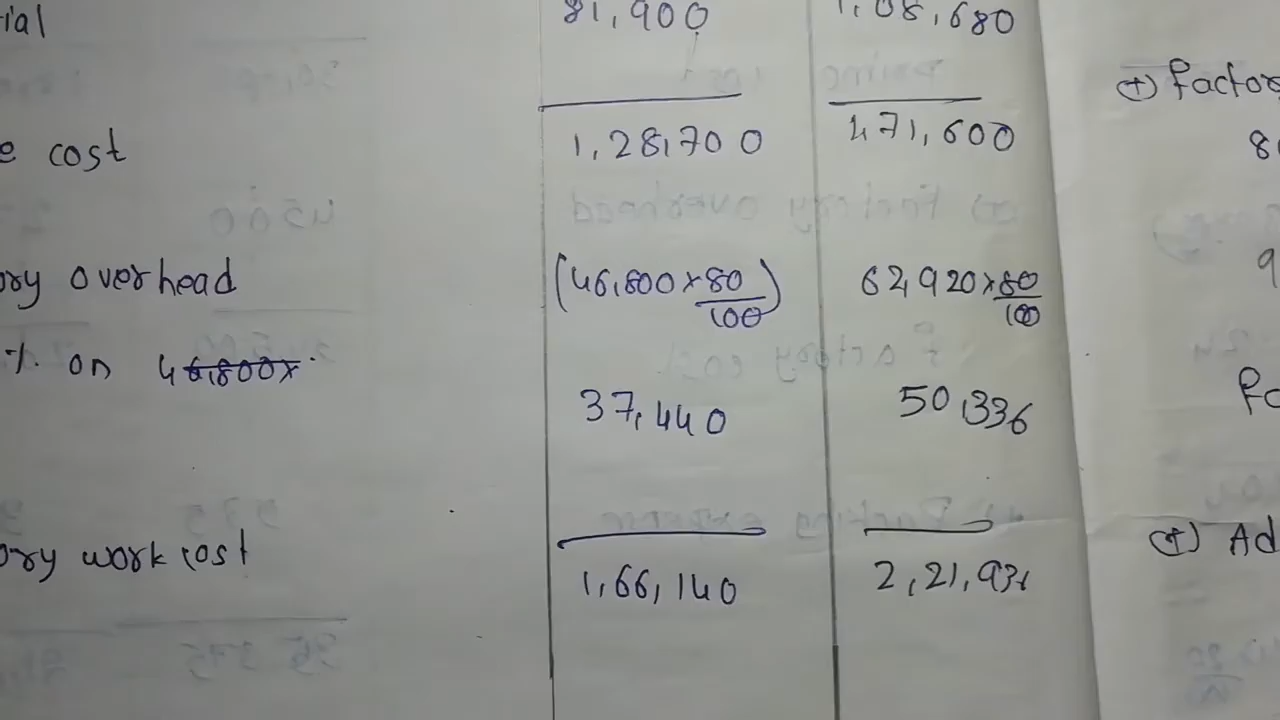 ial 81,900 1,08,680
e cost 1,28,700 1,71,600
ory overhead (46,800×80/100) 62,920×80/100
% on 46,800×
37,440 50,336
ory work cost 1,66,140 2,21,936
(+) factor
(+) Ad